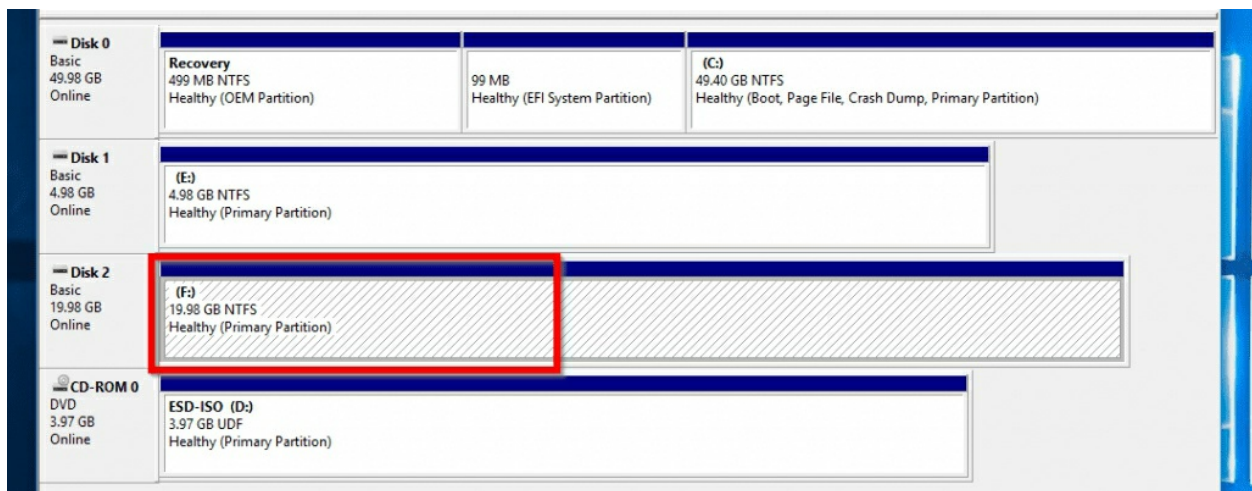 Disk 0
Basic
49.98 GB
Online
Recovery
499 MB NTFS
Healthy (OEM Partition)
99 MB
Healthy (EFI System Partition)
(C:)
49.40 GB NTFS
Healthy (Boot, Page File, Crash Dump, Primary Partition)
Disk 1
Basic
4.98 GB
Online
(E:)
4.98 GB NTFS
Healthy (Primary Partition)
Disk 2
Basic
19.98 GB
Online
(F:)
19.98 GB NTFS
Healthy (Primary Partition)
CD-ROM 0
DVD
3.97 GB
Online
ESD-ISO (D:)
3.97 GB UDF
Healthy (Primary Partition)